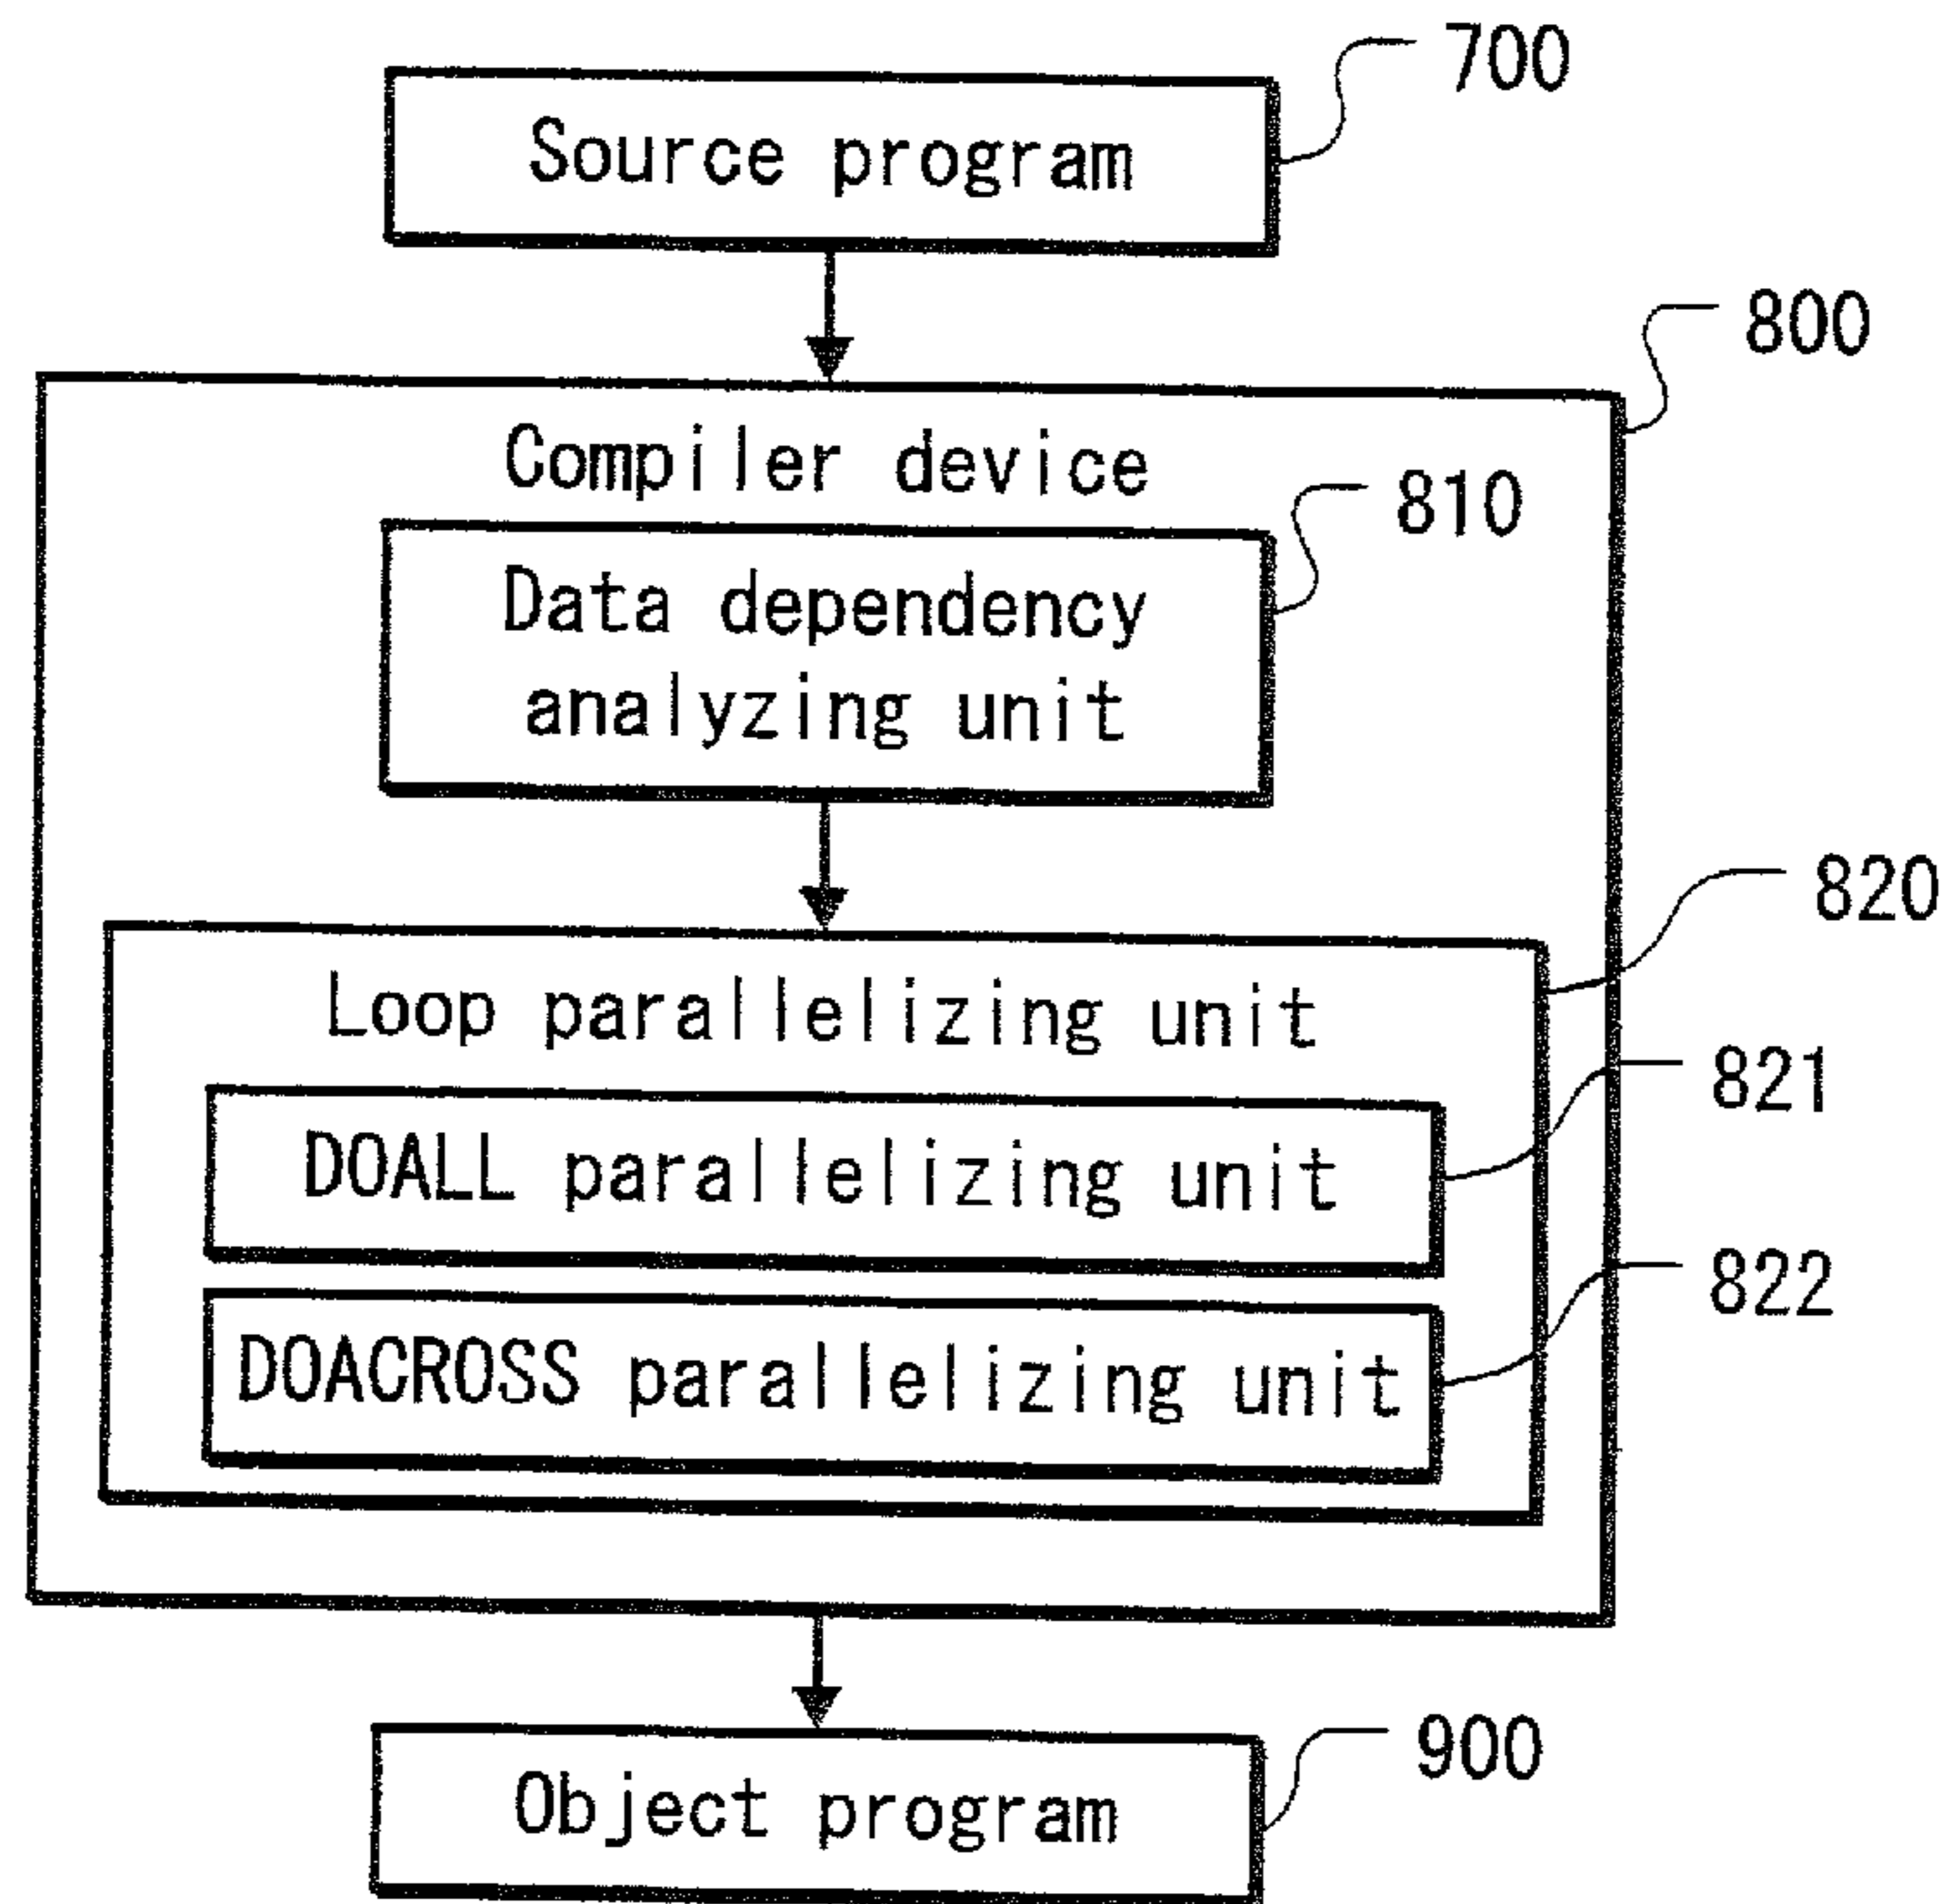 700
Source program
800
Compiler device
810
Data dependency
analyzing unit
820
Loop parallelizing unit
821
DOALL parallelizing unit
822
DOACROSS parallelizing unit
900
Object program